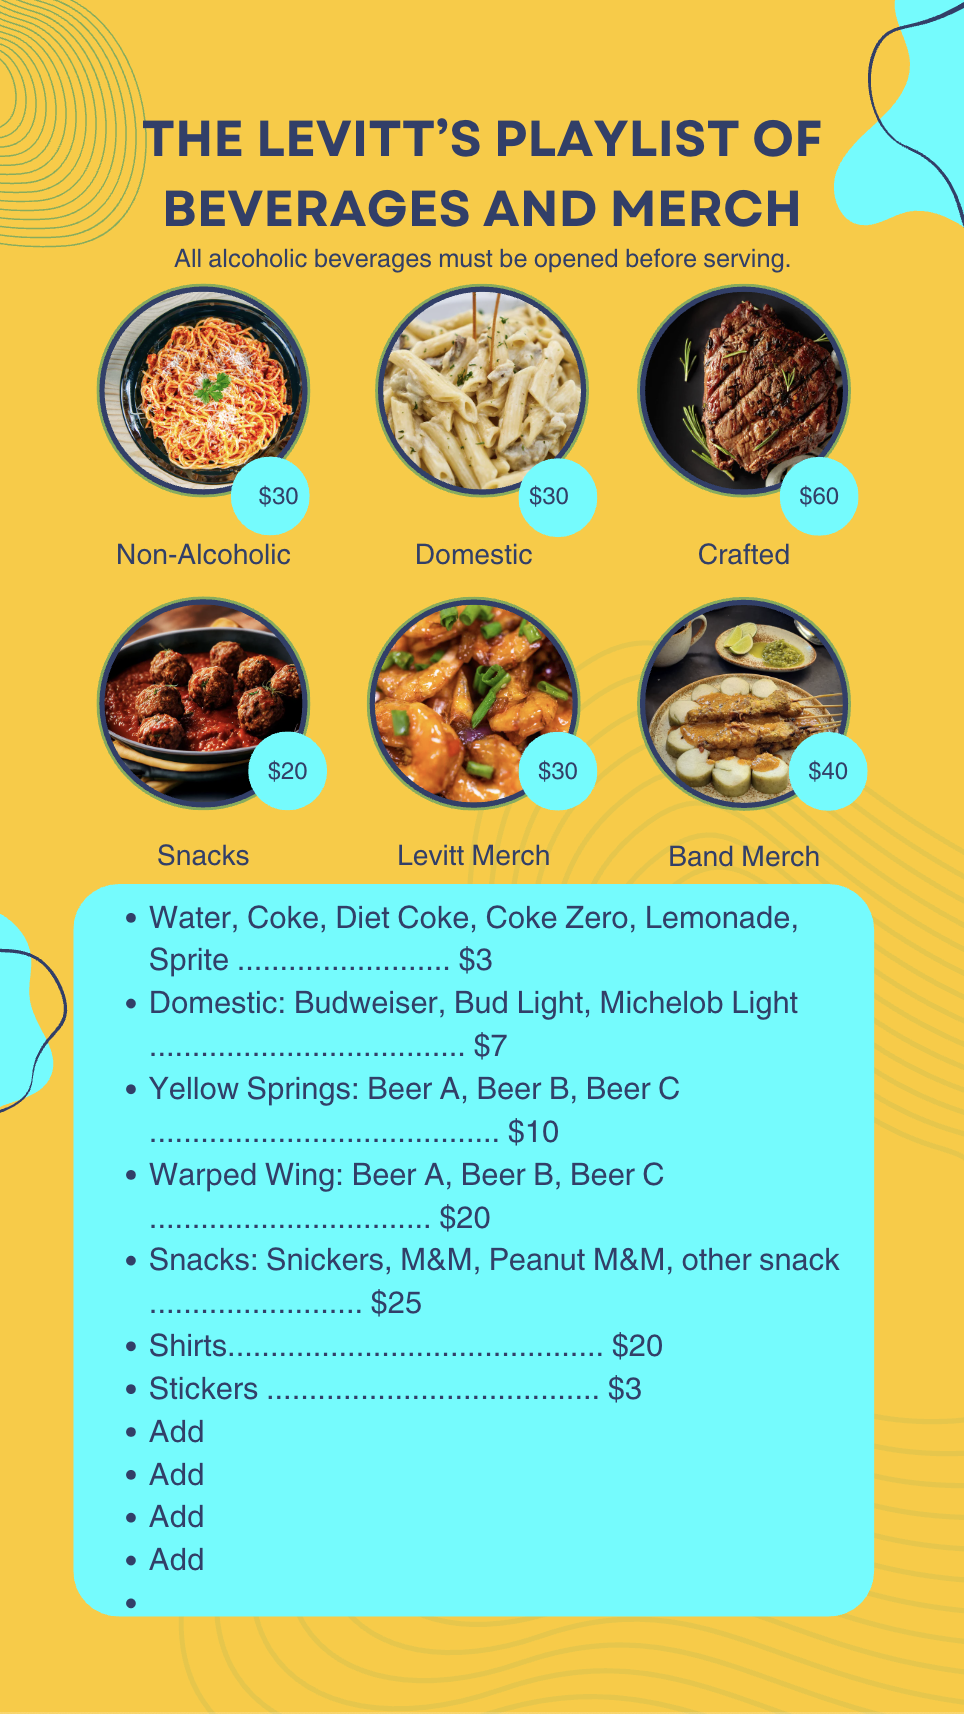 THE LEVITT’S PLAYLIST OF
BEVERAGES AND MERCH
All alcoholic beverages must be opened before serving.
$30
$30
$60
Non-Alcoholic
Domestic
Crafted
$20
$30
$40
Snacks
Levitt Merch
Band Merch
• Water, Coke, Diet Coke, Coke Zero, Lemonade,
Sprite ......................... $3
• Domestic: Budweiser, Bud Light, Michelob Light
..................................... $7
• Yellow Springs: Beer A, Beer B, Beer C
......................................... $10
• Warped Wing: Beer A, Beer B, Beer C
................................. $20
• Snacks: Snickers, M&M, Peanut M&M, other snack
......................... $25
• Shirts............................................ $20
• Stickers ....................................... $3
• Add
• Add
• Add
• Add
•